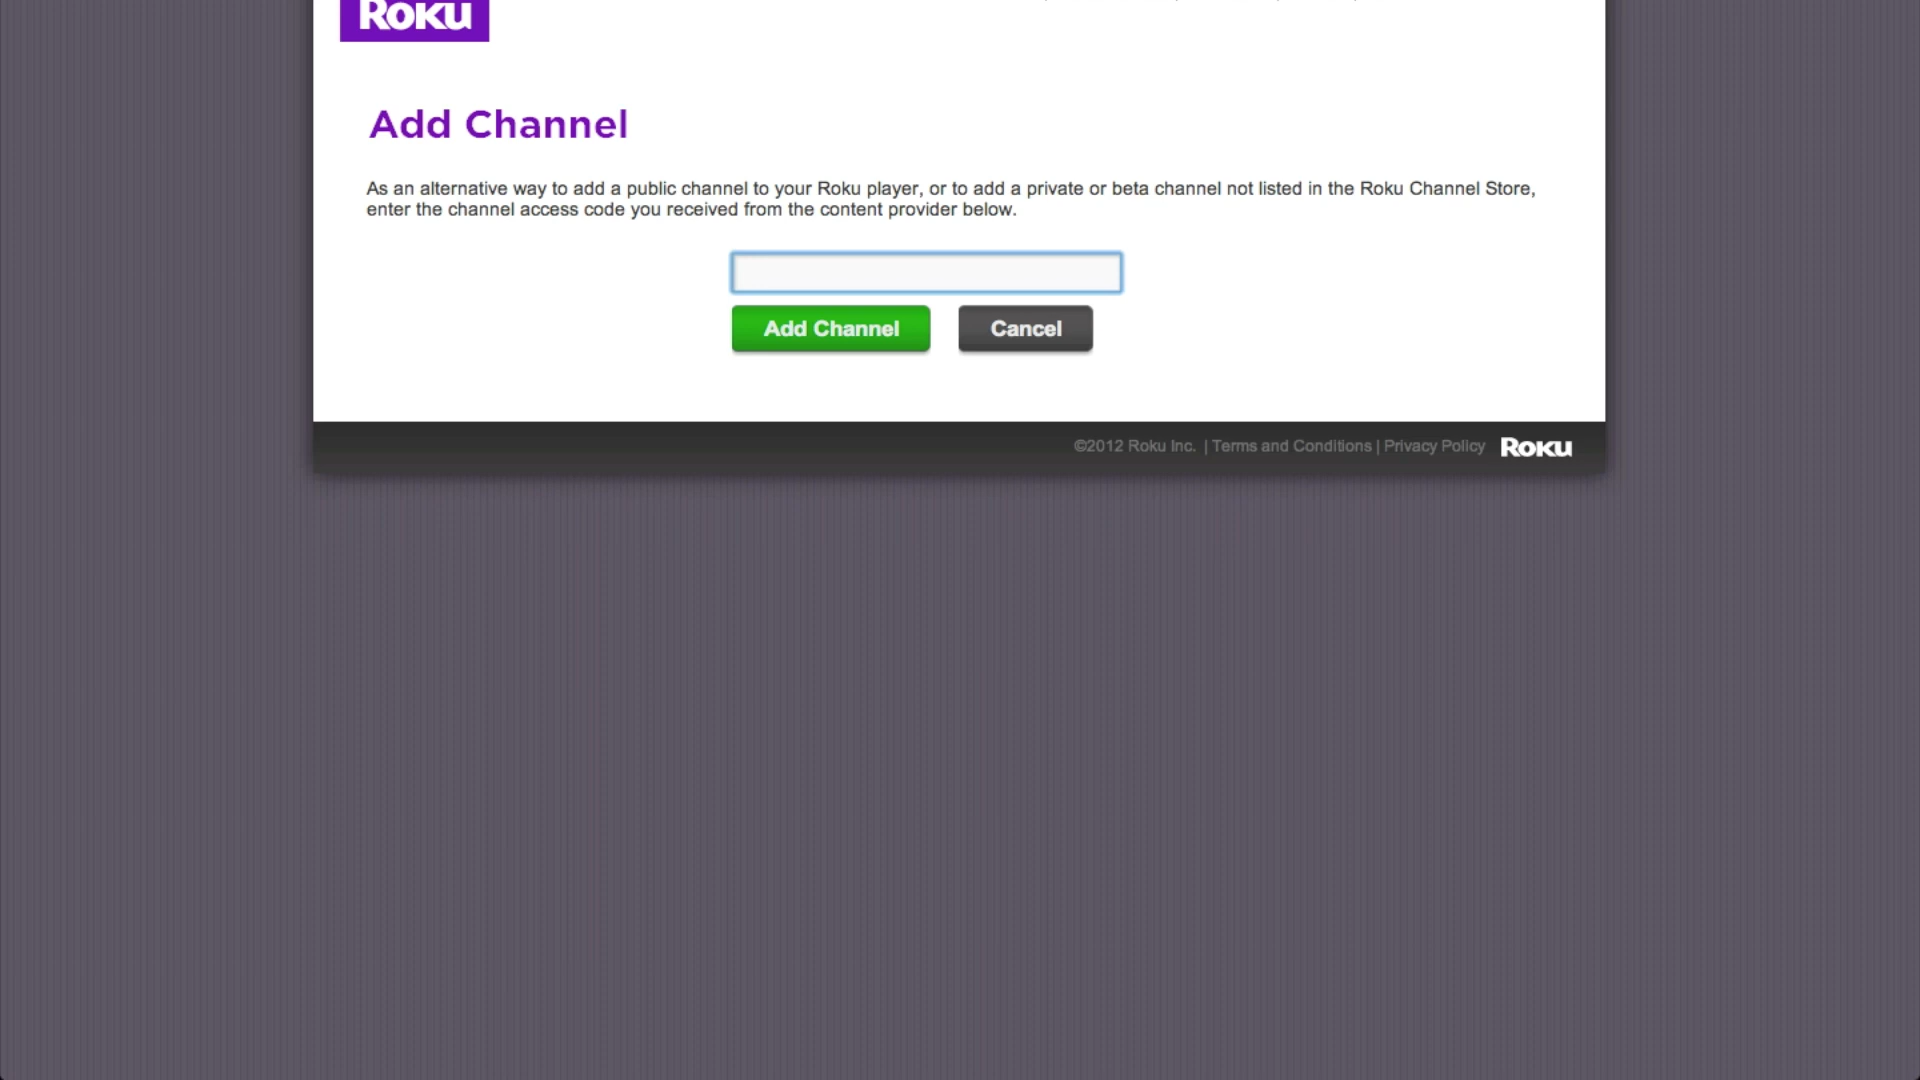 Roku
Add Channel
As an alternative way to add a public channel to your Roku player, or to add a private or beta channel not listed in the Roku Channel Store,
enter the channel access code you received from the content provider below.
Add Channel Cancel
©2012 Roku Inc. | Terms and Conditions | Privacy Policy Roku